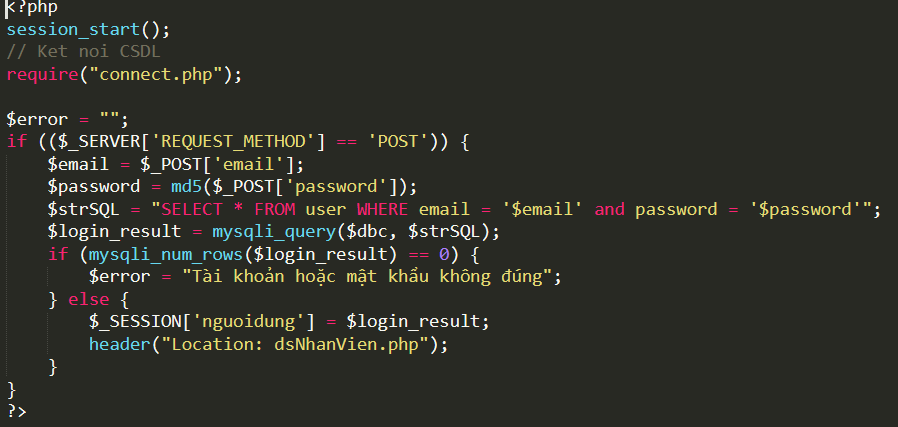 <?php
session_start();
// Ket noi CSDL
require("connect.php");
$error = "";
if (($_SERVER['REQUEST_METHOD'] == 'POST')) {
$email = $_POST['email'];
$password = md5($_POST['password']);
$strSQL = "SELECT * FROM user WHERE email = '$email' and password = '$password'";
$login_result = mysqli_query($dbc, $strSQL);
if (mysqli_num_rows($login_result) == 0) {
$error = "Tài khoản hoặc mật khẩu không đúng";
} else {
$_SESSION['nguoidung'] = $login_result;
header("Location: dsNhanVien.php");
}
}
?>